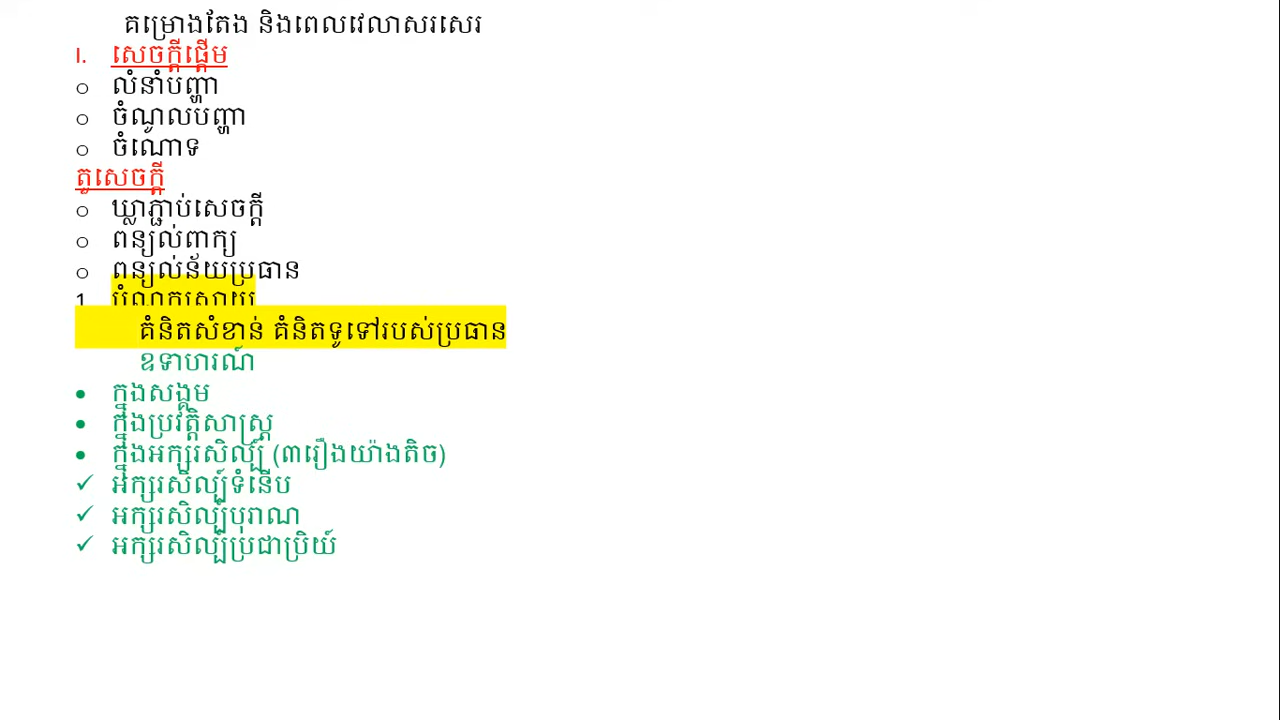 គម្រោងតែង និងពេលវេលាសរសេរ
I. សេចក្តីផ្តើម
o លំនាំបញ្ហា
o ចំណូលបញ្ហា
o ចំណោទ
តួសេចក្តី
o ឃ្លាភ្ជាប់សេចក្តី
o ពន្យល់ពាក្យ
o ពន្យល់ន័យប្រធាន
1. បំណកស្រាយ
គំនិតសំខាន់ គំនិតទូទៅរបស់ប្រធាន
ឧទាហរណ៍
• ក្នុងសង្គម
• ក្នុងប្រវត្តិសាស្ត្រ
• ក្នុងអក្សរសិល្ប៍ (៣រឿងយ៉ាងតិច)
✓ អក្សរសិល្ប៍ទំនើប
✓ អក្សរសិល្ប៍បុរាណ
✓ អក្សរសិល្ប៍ប្រជាប្រិយ៍